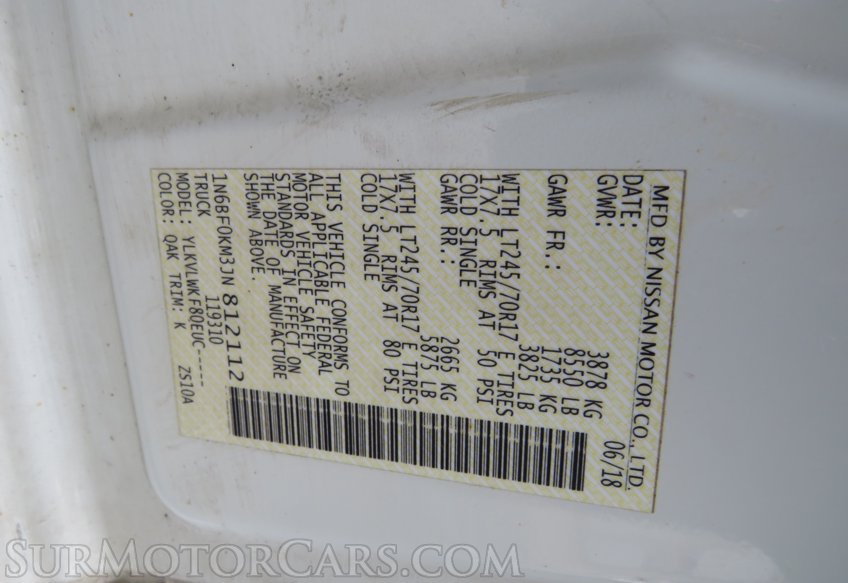 MFD BY NISSAN MOTOR CO., LTD.
DATE: 06/18
GVWR: 3878 KG
8550 LB
GAWR FR.: 1735 KG
3825 LB
WITH LT245/70R17 E TIRES
17X7.5 RIMS AT 50 PSI
COLD SINGLE
GAWR RR.: 2665 KG
5875 LB
WITH LT245/70R17 E TIRES
17X7.5 RIMS AT 80 PSI
COLD SINGLE
THIS VEHICLE CONFORMS TO
ALL APPLICABLE FEDERAL
MOTOR VEHICLE SAFETY
STANDARDS IN EFFECT ON
THE DATE OF MANUFACTURE
SHOWN ABOVE.
1N6BF0KM3JN 812112
TRUCK 119310
MODEL: YLKVLWKF80EUC-----
COLOR: QAK TRIM: K ZS10A
SURMOTORCARS.COM